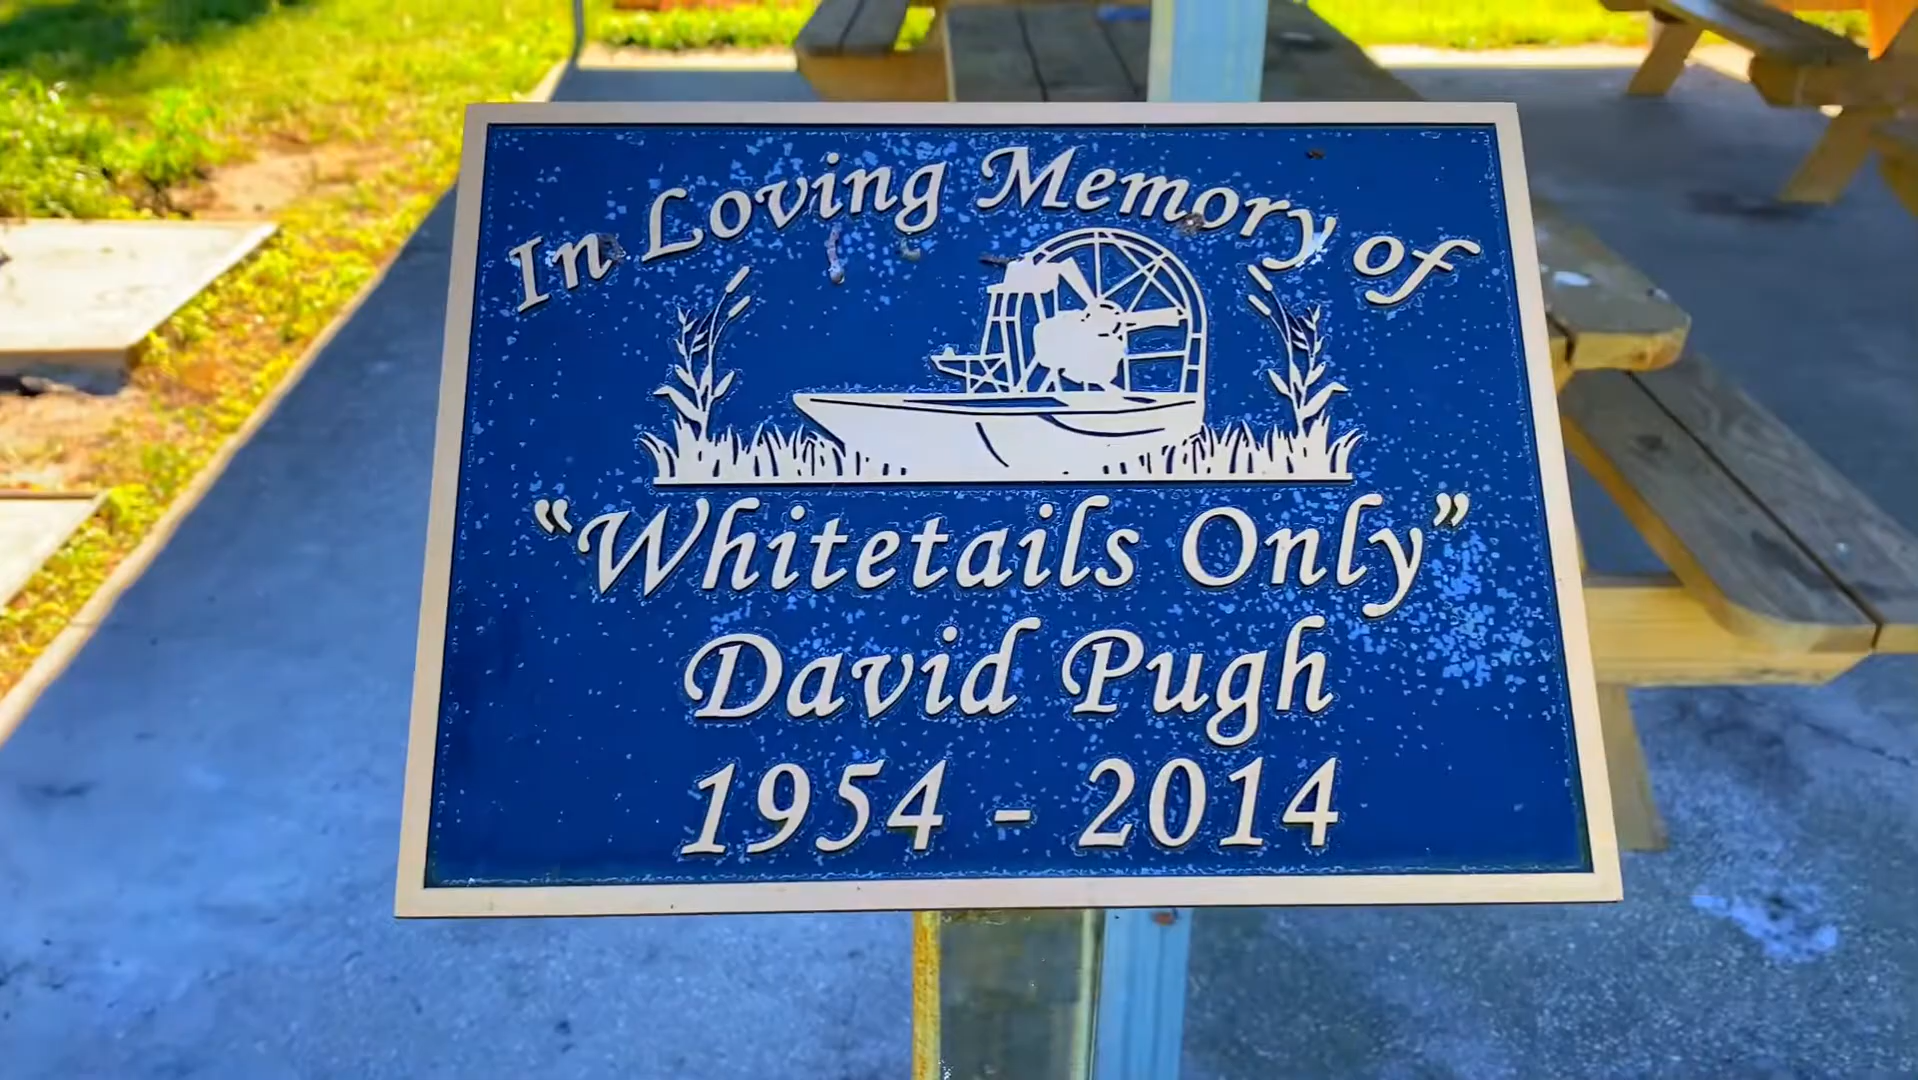 In Loving Memory of
“Whitetails Only”
David Pugh
1954 - 2014